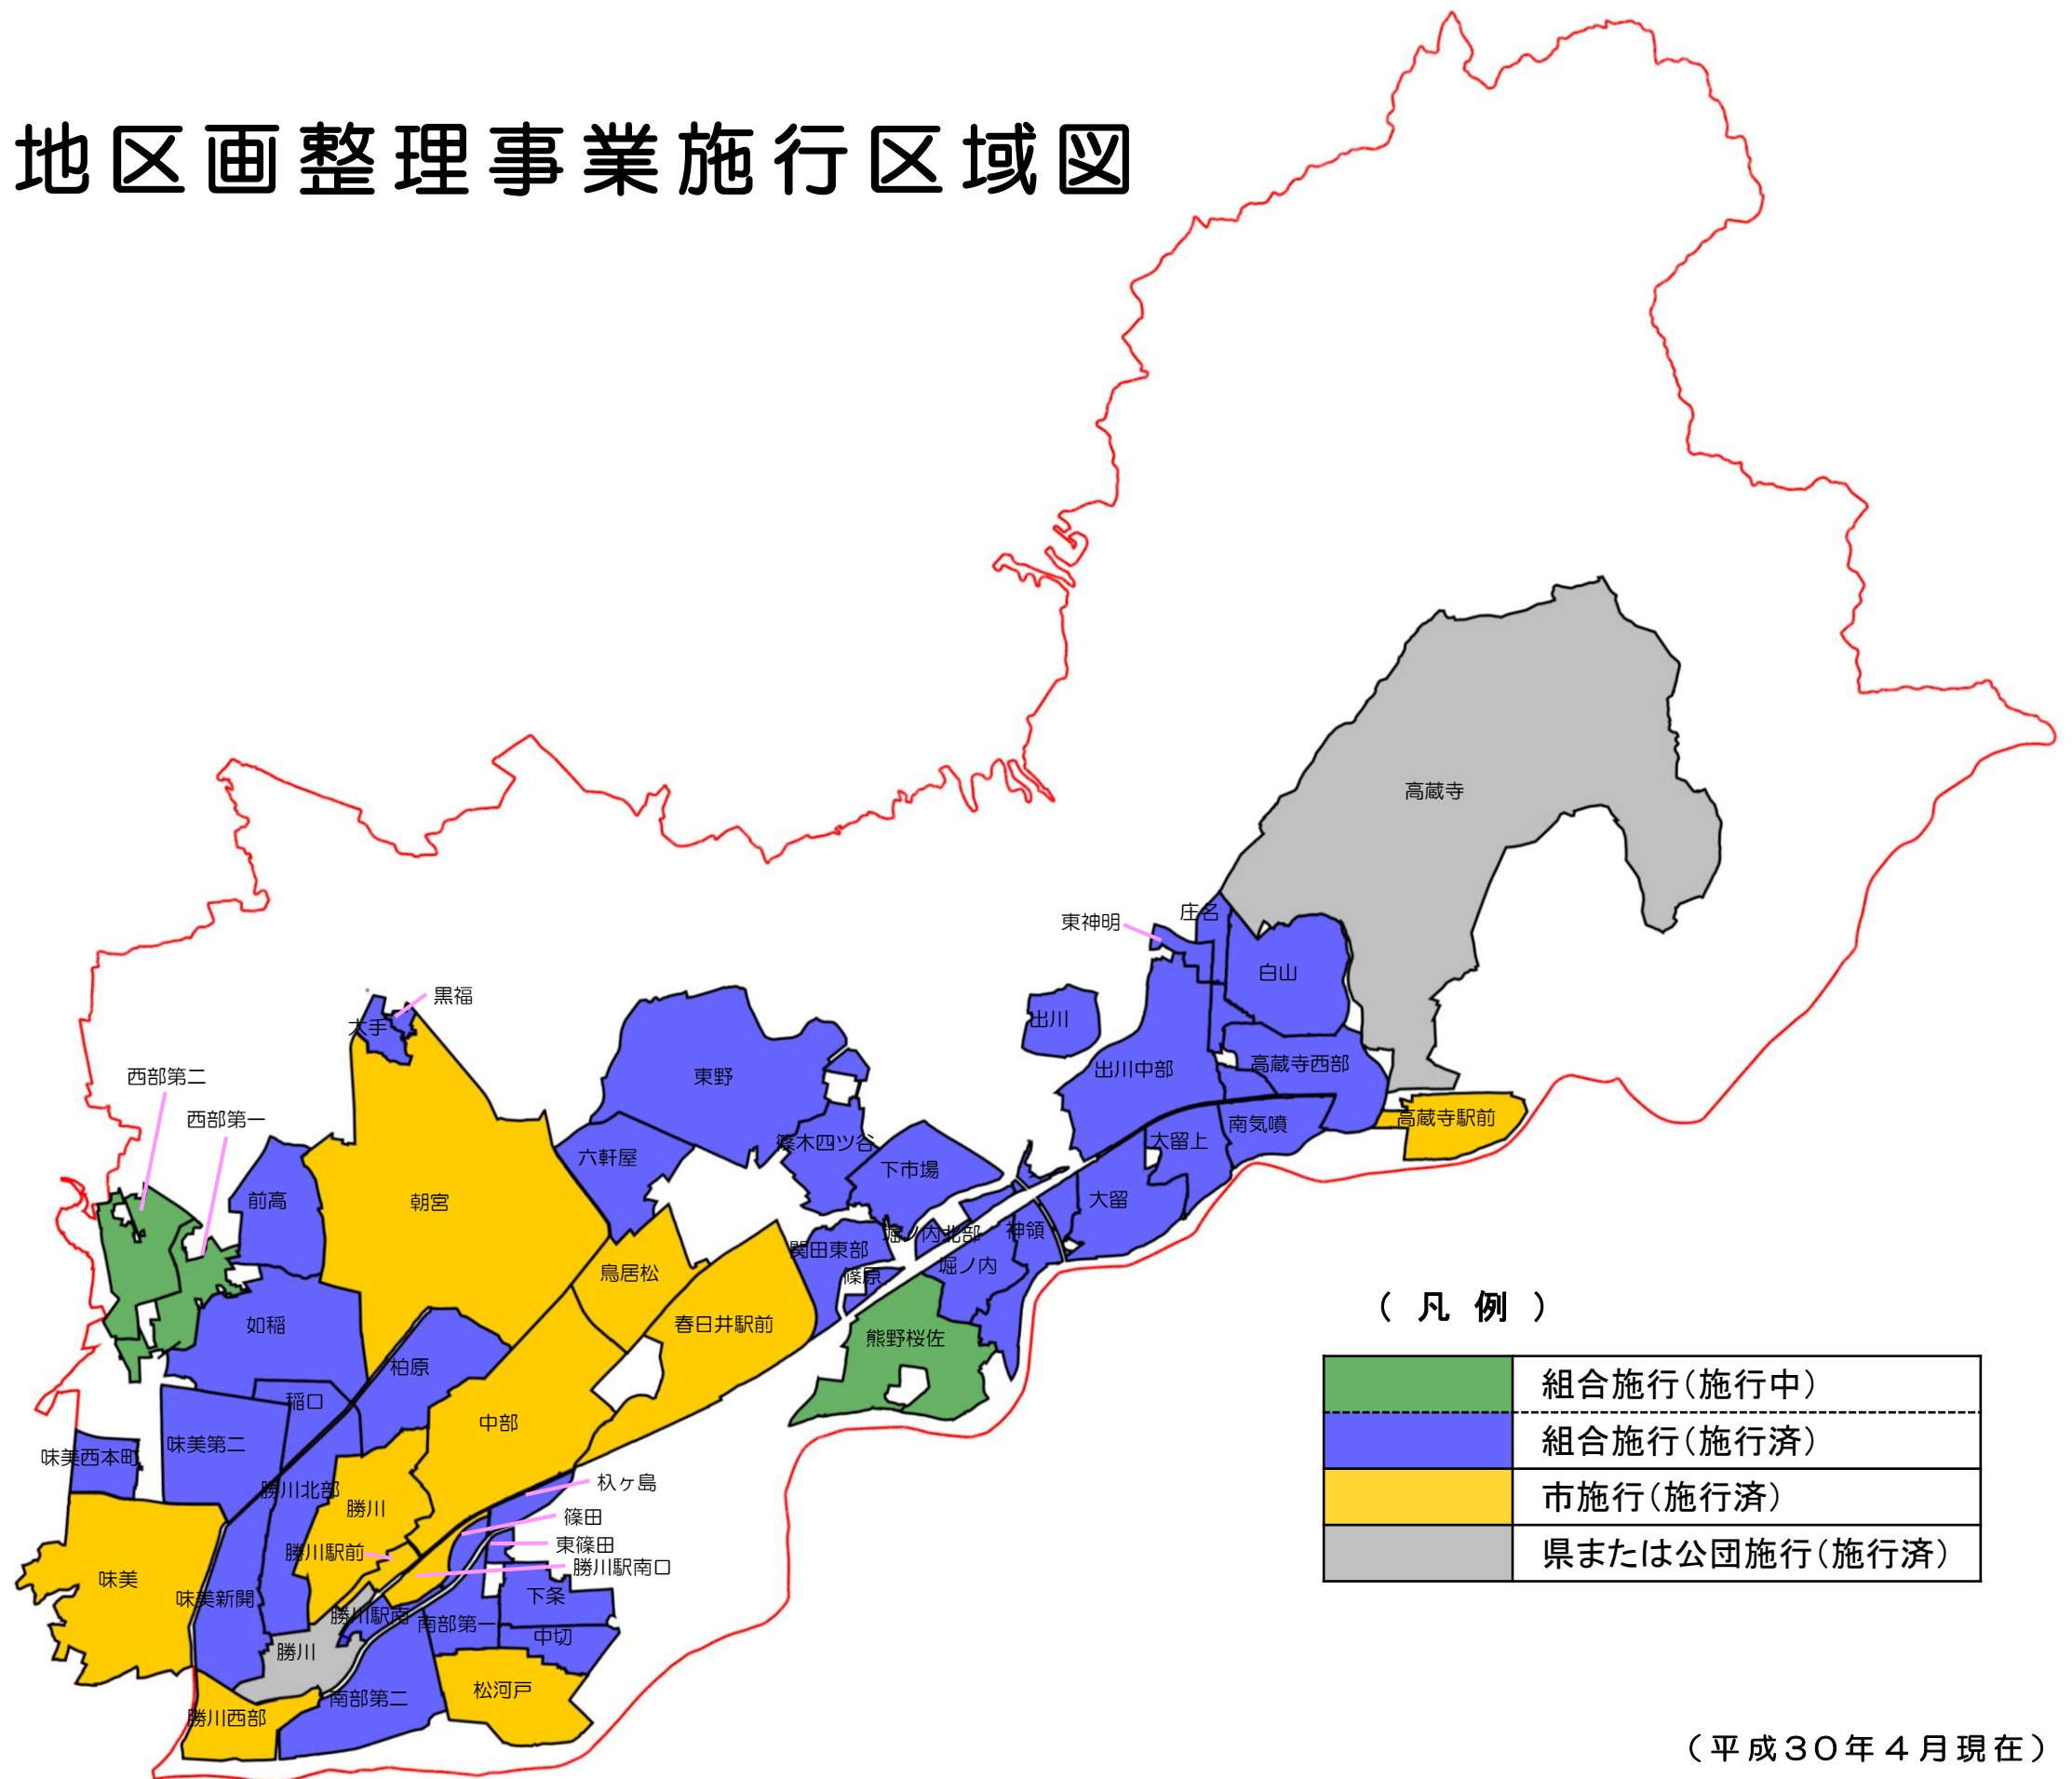 地区画整理事業施行区域図
高蔵寺
庄名
東神明
白山
黒福
大手
出川
出川中部
高蔵寺西部
東野
西部第二
高蔵寺駅前
西部第一
南気噴
篠木四ツ谷
大留上
六軒屋
下市場
前高
朝宮
大留
堀ノ内北部
神領
関田東部
堀ノ内
鳥居松
篠原
如稲
春日井駅前
熊野桜佐
柏原
稲口
中部
味美第二
味美西本町
杁ヶ島
勝川北部
勝川
篠田
東篠田
勝川駅前
勝川駅南口
味美
下条
味美新開
勝川駅南
南部第一
中切
勝川
松河戸
南部第二
勝川西部
（ 凡 例 ）
組合施行（施行中）
組合施行（施行済）
市施行（施行済）
県または公団施行（施行済）
（平成３０年４月現在）